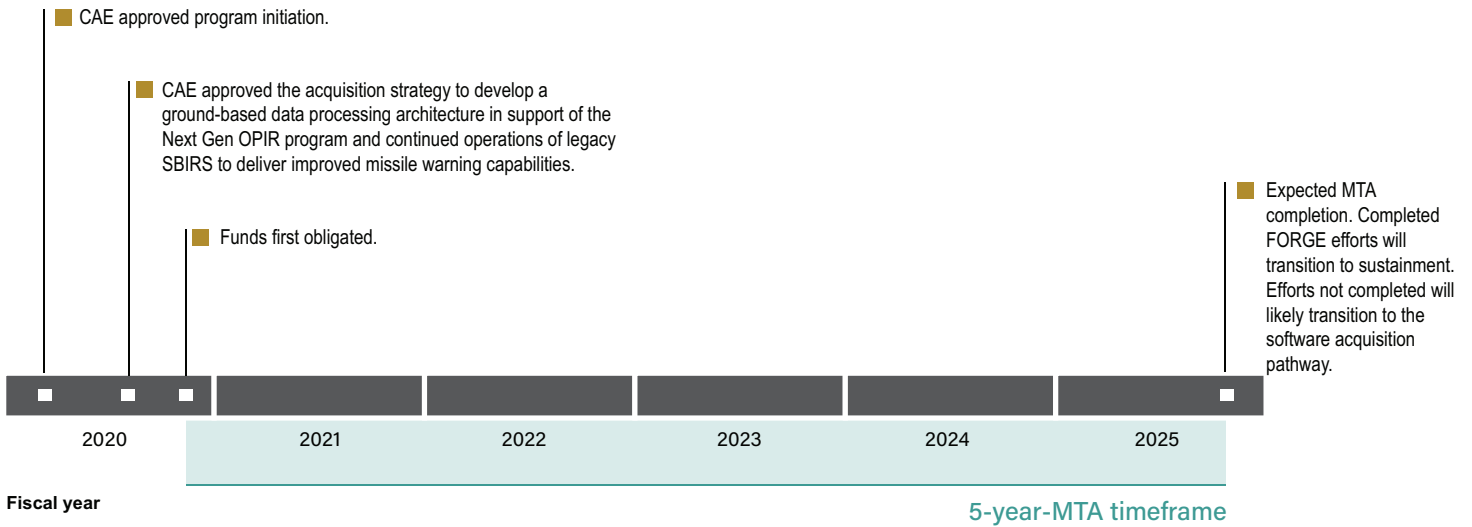 CAE approved program initiation.
CAE approved the acquisition strategy to develop a
ground-based data processing architecture in support of the
Next Gen OPIR program and continued operations of legacy
SBIRS to deliver improved missile warning capabilities.
Funds first obligated.
Expected MTA
completion. Completed
FORGE efforts will
transition to sustainment.
Efforts not completed will
likely transition to the
software acquisition
pathway.
2020
2021
2022
2023
2024
2025
Fiscal year
5-year-MTA timeframe